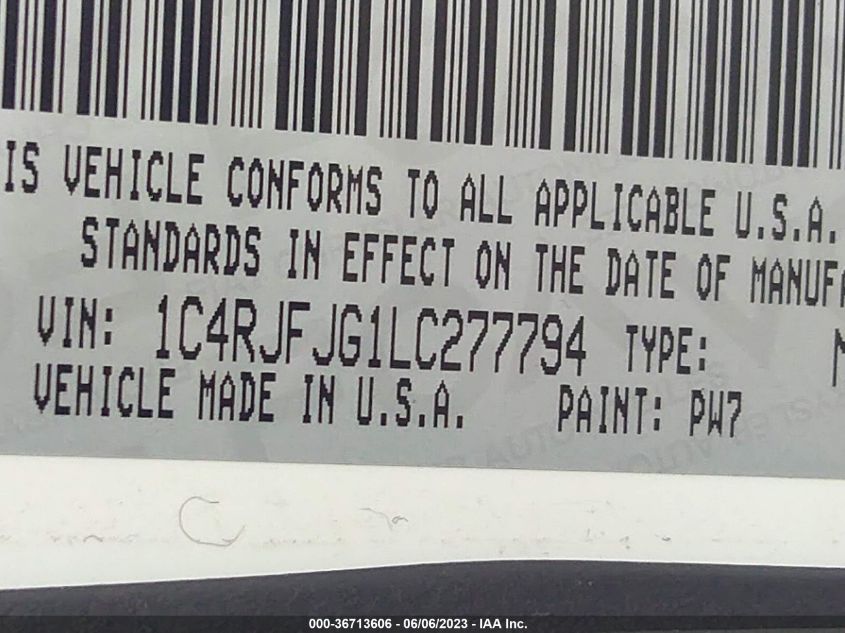 IS VEHICLE CONFORMS TO ALL APPLICABLE U.S.A.
STANDARDS IN EFFECT ON THE DATE OF MANUFA
VIN: 1C4RJFJG1LC277794 TYPE: M
VEHICLE MADE IN U.S.A. PAINT: PW7
000-36713606 - 06/06/2023 - IAA Inc.